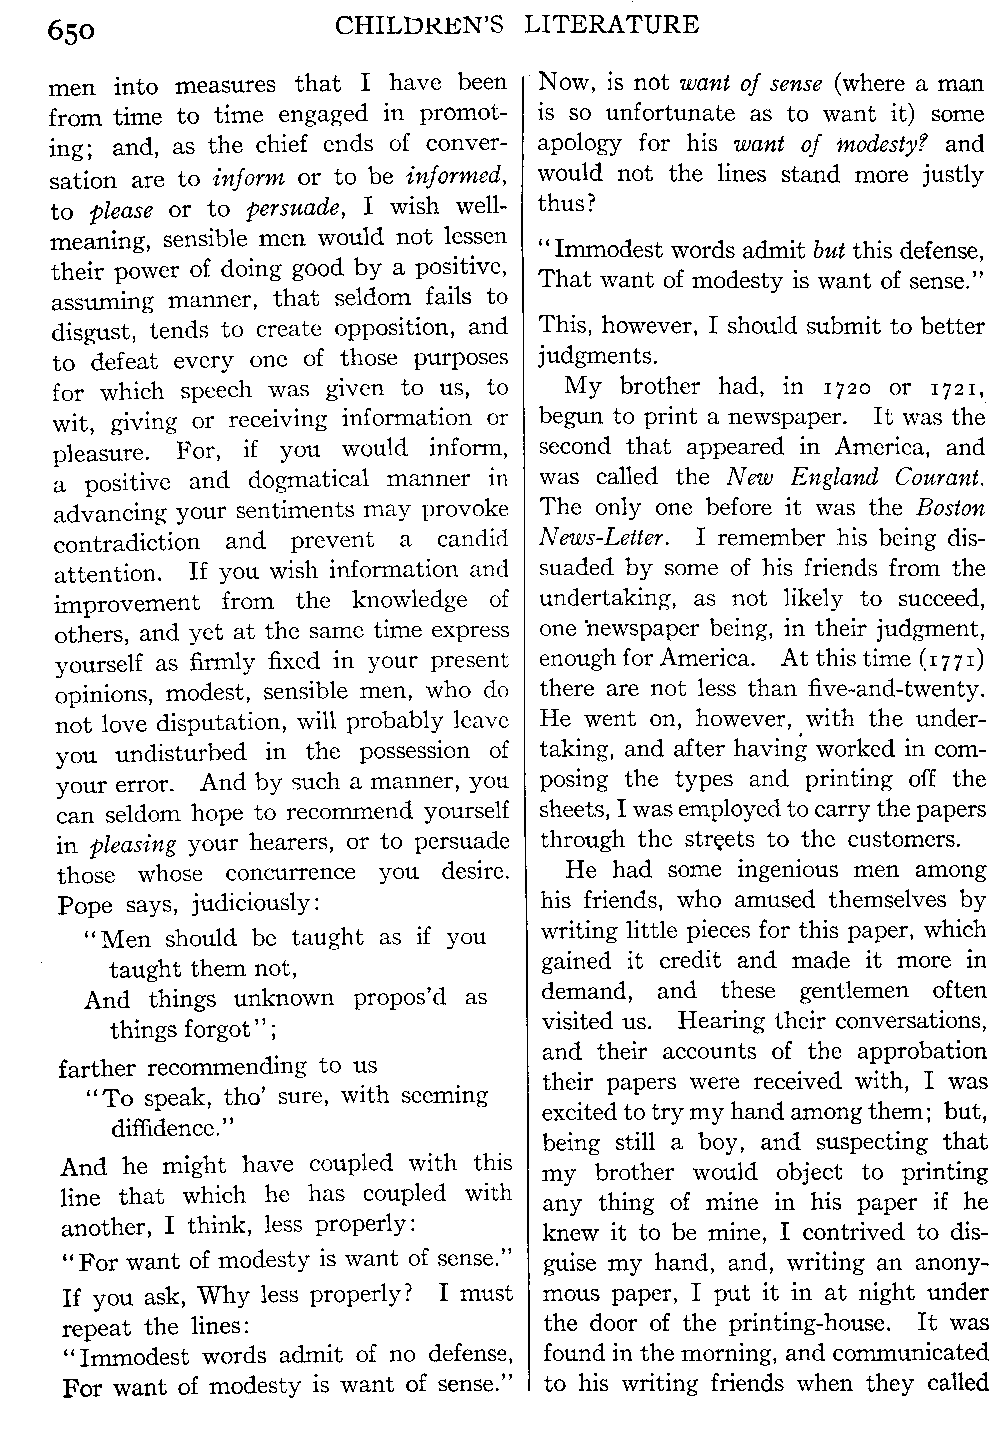 650
CHILDREN'S LITERATURE
men into measures that I have been
from time to time engaged in promot-
ing; and, as the chief ends of conver-
sation are to inform or to be informed,
to please or to persuade, I wish well-
meaning, sensible men would not lessen
their power of doing good by a positive,
assuming manner, that seldom fails to
disgust, tends to create opposition, and
to defeat every one of those purposes
for which speech was given to us, to
wit, giving or receiving information or
pleasure. For, if you would inform,
a positive and dogmatical manner in
advancing your sentiments may provoke
contradiction and prevent a candid
attention. If you wish information and
improvement from the knowledge of
others, and yet at the same time express
yourself as firmly fixed in your present
opinions, modest, sensible men, who do
not love disputation, will probably leave
you undisturbed in the possession of
your error. And by such a manner, you
can seldom hope to recommend yourself
in pleasing your hearers, or to persuade
those whose concurrence you desire.
Pope says, judiciously:
"Men should be taught as if you
taught them not,
And things unknown propos'd as
things forgot";
farther recommending to us
"To speak, tho' sure, with seeming
diffidence."
And he might have coupled with this
line that which he has coupled with
another, I think, less properly:
"For want of modesty is want of sense."
If you ask, Why less properly? I must
repeat the lines:
"Immodest words admit of no defense,
For want of modesty is want of sense."
Now, is not want of sense (where a man
is so unfortunate as to want it) some
apology for his want of modesty? and
would not the lines stand more justly
thus?
"Immodest words admit but this defense,
That want of modesty is want of sense."
This, however, I should submit to better
judgments.
My brother had, in 1720 or 1721,
begun to print a newspaper. It was the
second that appeared in America, and
was called the New England Courant.
The only one before it was the Boston
News-Letter. I remember his being dis-
suaded by some of his friends from the
undertaking, as not likely to succeed,
one newspaper being, in their judgment,
enough for America. At this time (1771)
there are not less than five-and-twenty.
He went on, however, with the under-
taking, and after having worked in com-
posing the types and printing off the
sheets, I was employed to carry the papers
through the streets to the customers.
He had some ingenious men among
his friends, who amused themselves by
writing little pieces for this paper, which
gained it credit and made it more in
demand, and these gentlemen often
visited us. Hearing their conversations,
and their accounts of the approbation
their papers were received with, I was
excited to try my hand among them; but,
being still a boy, and suspecting that
my brother would object to printing
any thing of mine in his paper if he
knew it to be mine, I contrived to dis-
guise my hand, and, writing an anony-
mous paper, I put it in at night under
the door of the printing-house. It was
found in the morning, and communicated
to his writing friends when they called